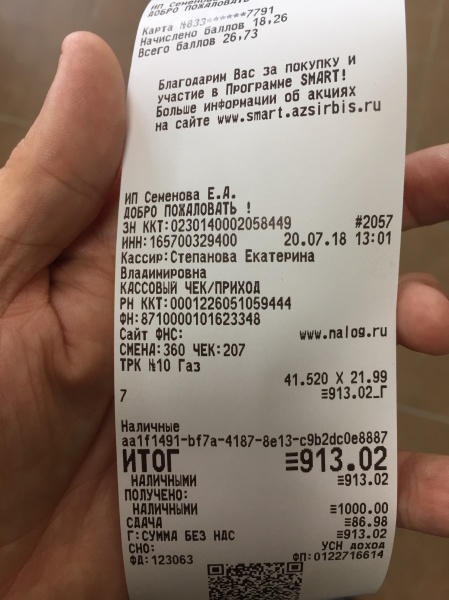 ИП Семенова Е.А.
ДОБРО ПОЖАЛОВАТЬ
Карта №833******7791
Начислено баллов 18,26
Всего баллов 26,73
Благодарим Вас за покупку и
участие в Программе SMART!
Больше информации об акциях
на сайте www.smart.azsirbis.ru
ИП Семенова Е.А.
ДОБРО ПОЖАЛОВАТЬ !
ЗН ККТ:0230140002058449 #2057
ИНН:165700329400 20.07.18 13:01
Кассир:Степанова Екатерина
Владимировна
КАССОВЫЙ ЧЕК/ПРИХОД
РН ККТ:0001226051059444
ФН:8710000101623348
Сайт ФНС: www.nalog.ru
СМЕНА:360 ЧЕК:207
ТРК №10 Газ
41.520 X 21.99
7 ≡913.02_Г
Наличные
aa1f1491-bf7a-4187-8e13-c9b2dc0e8887
ИТОГ ≡913.02
НАЛИЧНЫМИ ≡913.02
ПОЛУЧЕНО:
НАЛИЧНЫМИ ≡1000.00
СДАЧА ≡86.98
Г:СУММА БЕЗ НДС ≡913.02
СНО: УСН доход
ФД:123063 ФП:0122716614